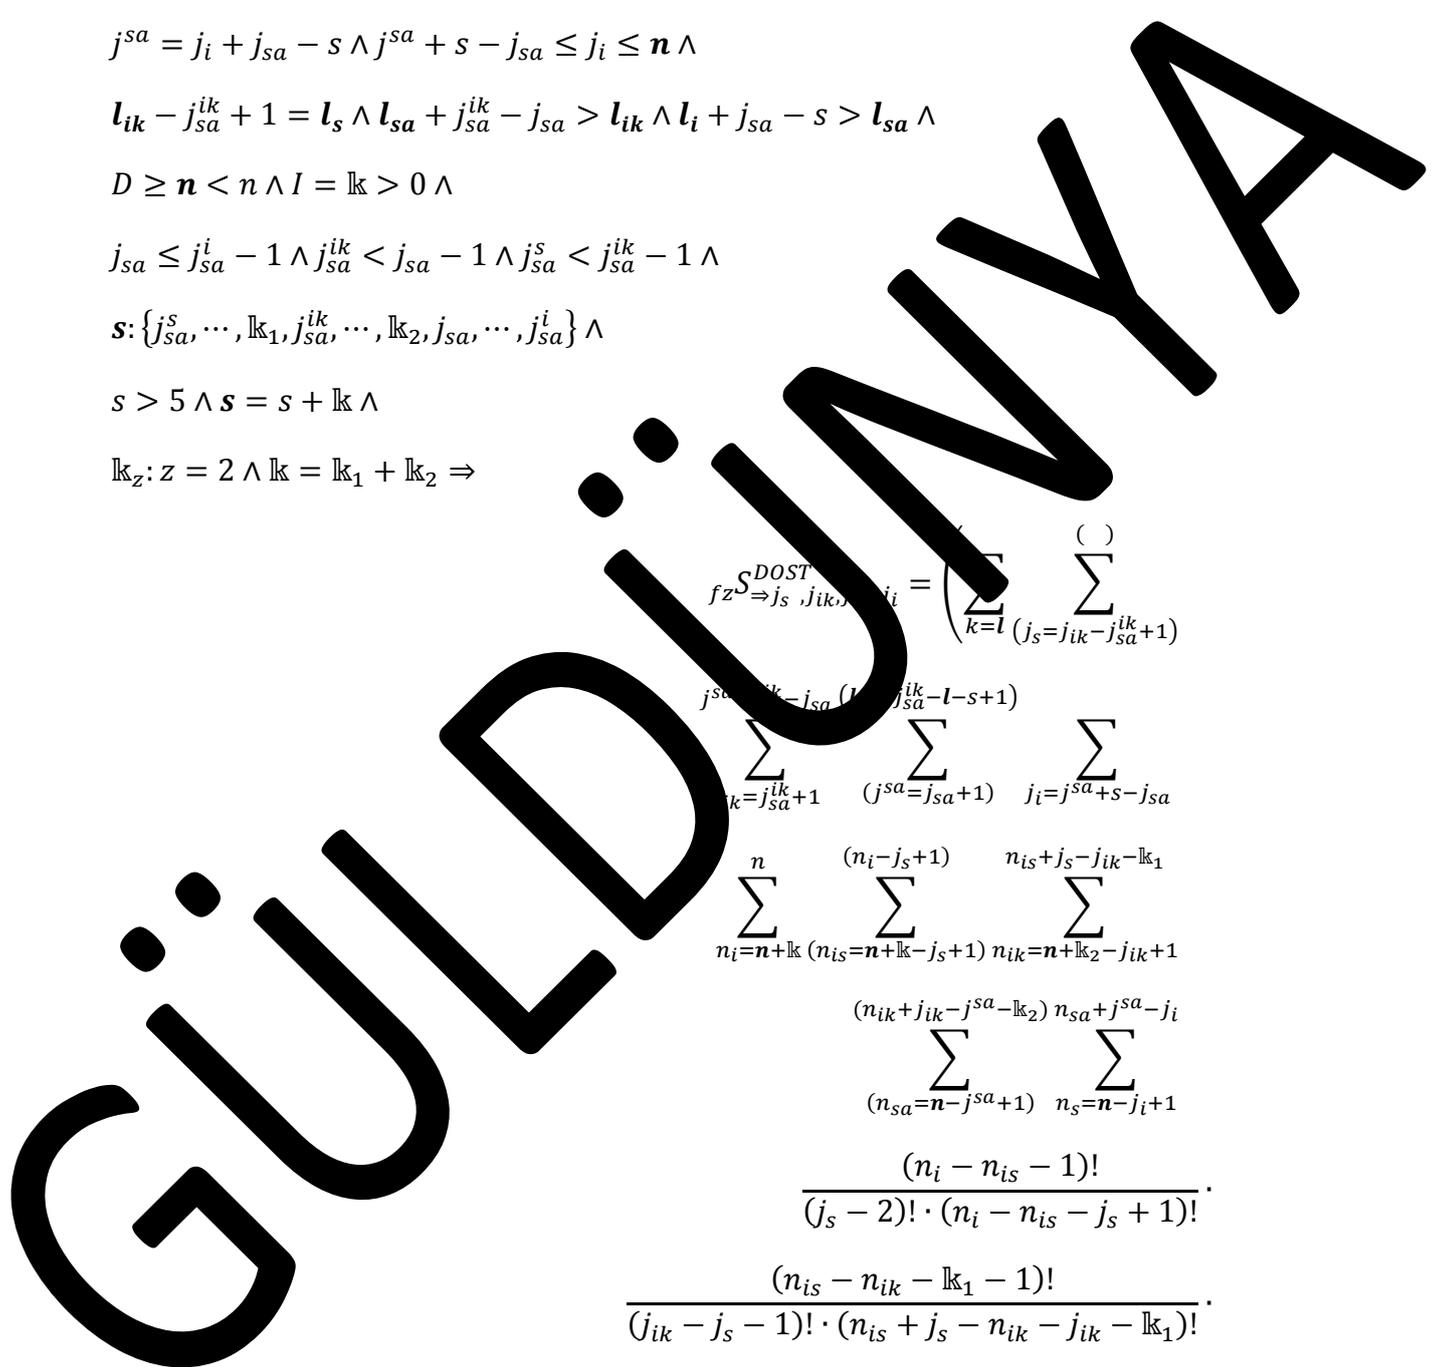 j^{sa} = j_i + j_{sa} − s ∧ j^{sa} + s − j_{sa} ≤ j_i ≤ 𝒏 ∧
𝒍_{𝒊𝒌} − j_{sa}^{ik} + 1 = 𝒍_𝒔 ∧ 𝒍_{𝒔𝒂} + j_{sa}^{ik} − j_{sa} > 𝒍_{𝒊𝒌} ∧ 𝒍_𝒊 + j_{sa} − s > 𝒍_{𝒔𝒂} ∧
D ≥ 𝒏 < n ∧ I = 𝕜 > 0 ∧
j_{sa} ≤ j_{sa}^{i} − 1 ∧ j_{sa}^{ik} < j_{sa} − 1 ∧ j_{sa}^{s} < j_{sa}^{ik} − 1 ∧
𝒔: {j_{sa}^{s}, ⋯, 𝕜_1, j_{sa}^{ik}, ⋯, 𝕜_2, j_{sa}, ⋯, j_{sa}^{i}} ∧
s > 5 ∧ 𝒔 = s + 𝕜 ∧
𝕜_z: z = 2 ∧ 𝕜 = 𝕜_1 + 𝕜_2 ⇒
_{fz}S^{DOST}_{⇒j_s, j_{ik}, j_i} = ( ∑_{k=𝒍} ∑_{(j_s=j_{ik}−j_{sa}^{ik}+1)}^{( )}
∑_{k=j_{sa}^{ik}+1}^{−j_{sa}} ∑_{(j^{sa}=j_{sa}+1)}^{(j_{sa}^{ik}−𝒍−s+1)} ∑_{j_i=j^{sa}+s−j_{sa}}
∑_{n_i=𝒏+𝕜}^{n} ∑_{(n_{is}=𝒏+𝕜−j_s+1)}^{(n_i−j_s+1)} ∑_{n_{ik}=𝒏+𝕜_2−j_{ik}+1}^{n_{is}+j_s−j_{ik}−𝕜_1}
∑_{(n_{sa}=𝒏−j^{sa}+1)}^{(n_{ik}+j_{ik}−j^{sa}−𝕜_2)} ∑_{n_s=𝒏−j_i+1}^{n_{sa}+j^{sa}−j_i}
(n_i − n_{is} − 1)!
(j_s − 2)! · (n_i − n_{is} − j_s + 1)! ·
(n_{is} − n_{ik} − 𝕜_1 − 1)!
(j_{ik} − j_s − 1)! · (n_{is} + j_s − n_{ik} − j_{ik} − 𝕜_1)! ·
GÜLDÜNYA